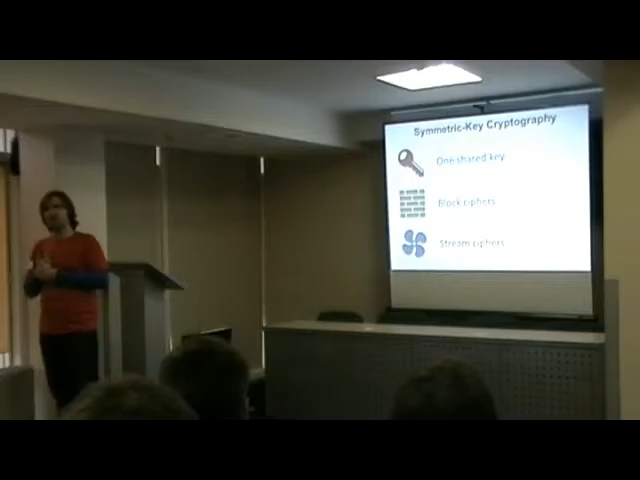 Symmetric-Key Cryptography
One shared key
Block ciphers
Stream ciphers